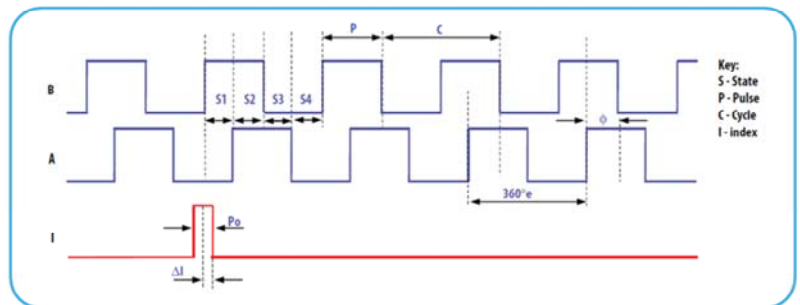 P
C
B
S1 S2 S3 S4
Key:
S - State
P - Pulse
C - Cycle
I - index
ϕ
A
360°e
I
Po
ΔI